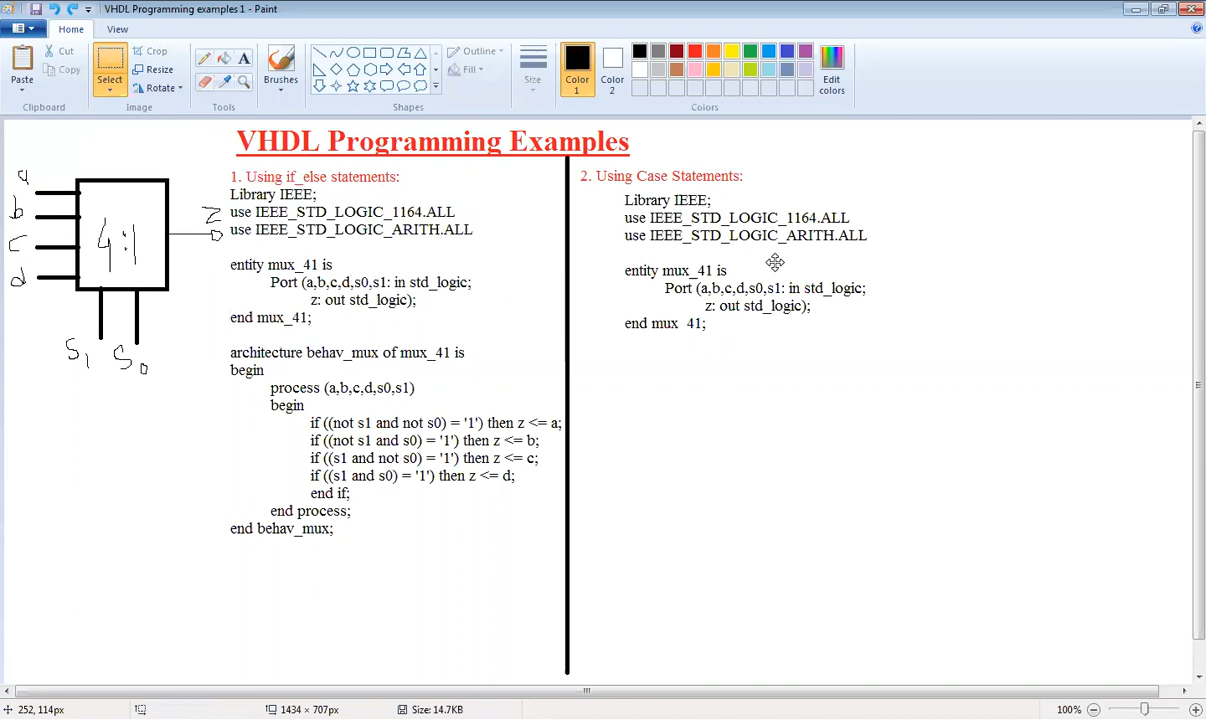 VHDL Programming examples 1 - Paint
Home
View
Paste
Cut
Copy
Clipboard
Select
Crop
Resize
Rotate
Image
A
Tools
Brushes
Outline
Fill
Shapes
Size
Color 1
Color 2
Edit colors
Colors
VHDL Programming Examples
a
b
c
d
4:1
Z
S1
S0
1. Using if_else statements:
Library IEEE;
use IEEE_STD_LOGIC_1164.ALL
use IEEE_STD_LOGIC_ARITH.ALL
entity mux_41 is
Port (a,b,c,d,s0,s1: in std_logic;
z: out std_logic);
end mux_41;
architecture behav_mux of mux_41 is
begin
process (a,b,c,d,s0,s1)
begin
if ((not s1 and not s0) = '1') then z <= a;
if ((not s1 and s0) = '1') then z <= b;
if ((s1 and not s0) = '1') then z <= c;
if ((s1 and s0) = '1') then z <= d;
end if;
end process;
end behav_mux;
2. Using Case Statements:
Library IEEE;
use IEEE_STD_LOGIC_1164.ALL
use IEEE_STD_LOGIC_ARITH.ALL
entity mux_41 is
Port (a,b,c,d,s0,s1: in std_logic;
z: out std_logic);
end mux 41;
252, 114px
1434 × 707px
Size: 14.7KB
100%